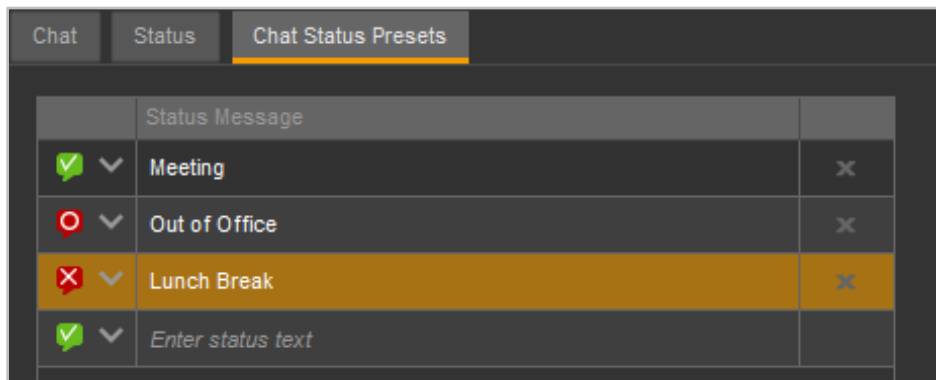 Chat Status Chat Status Presets
Status Message
Meeting
Out of Office
Lunch Break
Enter status text